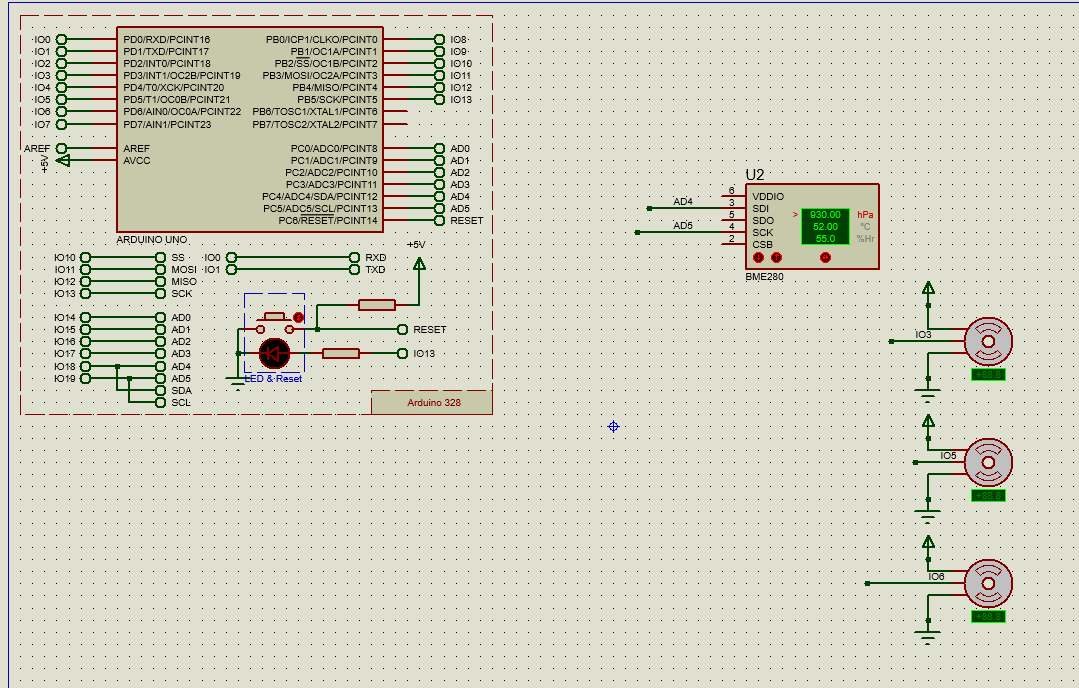 IO0 PD0/RXD/PCINT16 PB0/ICP1/CLKO/PCINT0 IO8
IO1 PD1/TXD/PCINT17 PB1/OC1A/PCINT1 IO9
IO2 PD2/INT0/PCINT18 PB2/SS/OC1B/PCINT2 IO10
IO3 PD3/INT1/OC2B/PCINT19 PB3/MOSI/OC2A/PCINT3 IO11
IO4 PD4/T0/XCK/PCINT20 PB4/MISO/PCINT4 IO12
IO5 PD5/T1/OC0B/PCINT21 PB5/SCK/PCINT5 IO13
IO6 PD6/AIN0/OC0A/PCINT22 PB6/TOSC1/XTAL1/PCINT6
IO7 PD7/AIN1/PCINT23 PB7/TOSC2/XTAL2/PCINT7
AREF AREF PC0/ADC0/PCINT8 AD0
+5V AVCC PC1/ADC1/PCINT9 AD1
PC2/ADC2/PCINT10 AD2
PC3/ADC3/PCINT11 AD3
PC4/ADC4/SDA/PCINT12 AD4
PC5/ADC5/SCL/PCINT13 AD5
PC6/RESET/PCINT14 RESET
ARDUINO UNO
+5V
IO10 SS IO0 RXD
IO11 MOSI IO1 TXD
IO12 MISO
IO13 SCK
IO14 AD0
IO15 AD1
IO16 AD2
IO17 AD3
IO18 AD4
IO19 AD5
SDA
SCL
RESET
IO13
LED & Reset
Arduino 328
U2
6 VDDIO
AD4 3 SDI > 930.00 hPa
5 SDO 52.00 °C
AD5 4 SCK 55.0 %Hr
2 CSB
BME280
IO3
+88.8
IO5
+88.8
IO6
+88.8